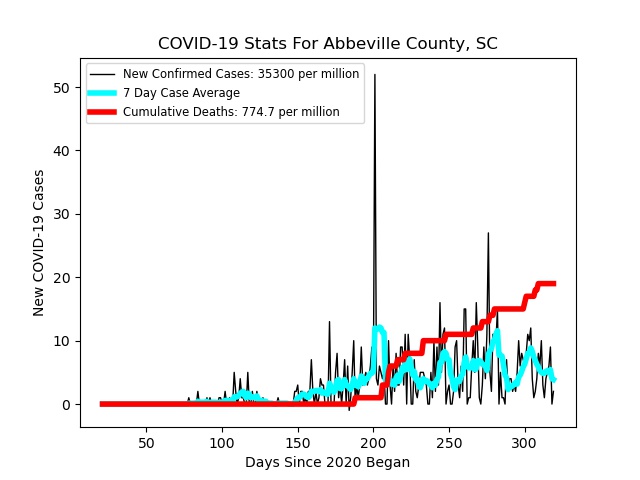 COVID-19 Stats For Abbeville County, SC
New Confirmed Cases: 35300 per million
7 Day Case Average
Cumulative Deaths: 774.7 per million
New COVID-19 Cases
50
40
30
20
10
0
50 100 150 200 250 300
Days Since 2020 Began